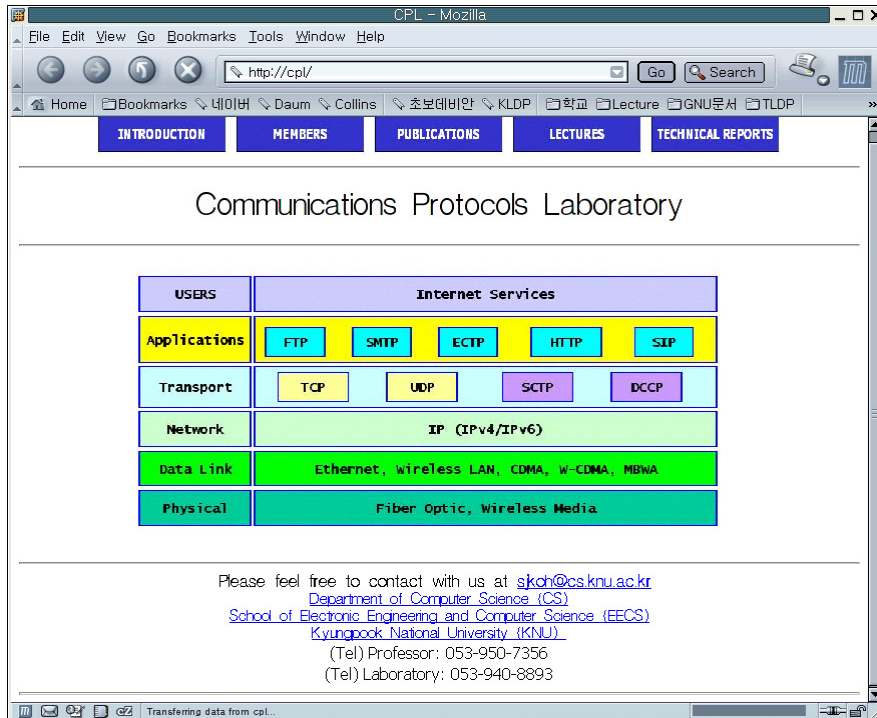 CPL - Mozilla
File Edit View Go Bookmarks Tools Window Help
http://cpl/ Go Search
Home Bookmarks 네이버 Daum Collins 초보데비안 KLDP 학교 Lecture GNU문서 TLDP »
INTRODUCTION MEMBERS PUBLICATIONS LECTURES TECHNICAL REPORTS
Communications Protocols Laboratory
USERS Internet Services
Applications FTP SMTP ECTP HTTP SIP
Transport TCP UDP SCTP DCCP
Network IP (IPv4/IPv6)
Data Link Ethernet, Wireless LAN, CDMA, W-CDMA, MBWA
Physical Fiber Optic, Wireless Media
Please feel free to contact with us at sjkoh@cs.knu.ac.kr
Department of Computer Science (CS)
School of Electronic Engineering and Computer Science (EECS)
Kyungpook National University (KNU)
(Tel) Professor: 053-950-7356
(Tel) Laboratory: 053-940-8893
Transferring data from cpl...